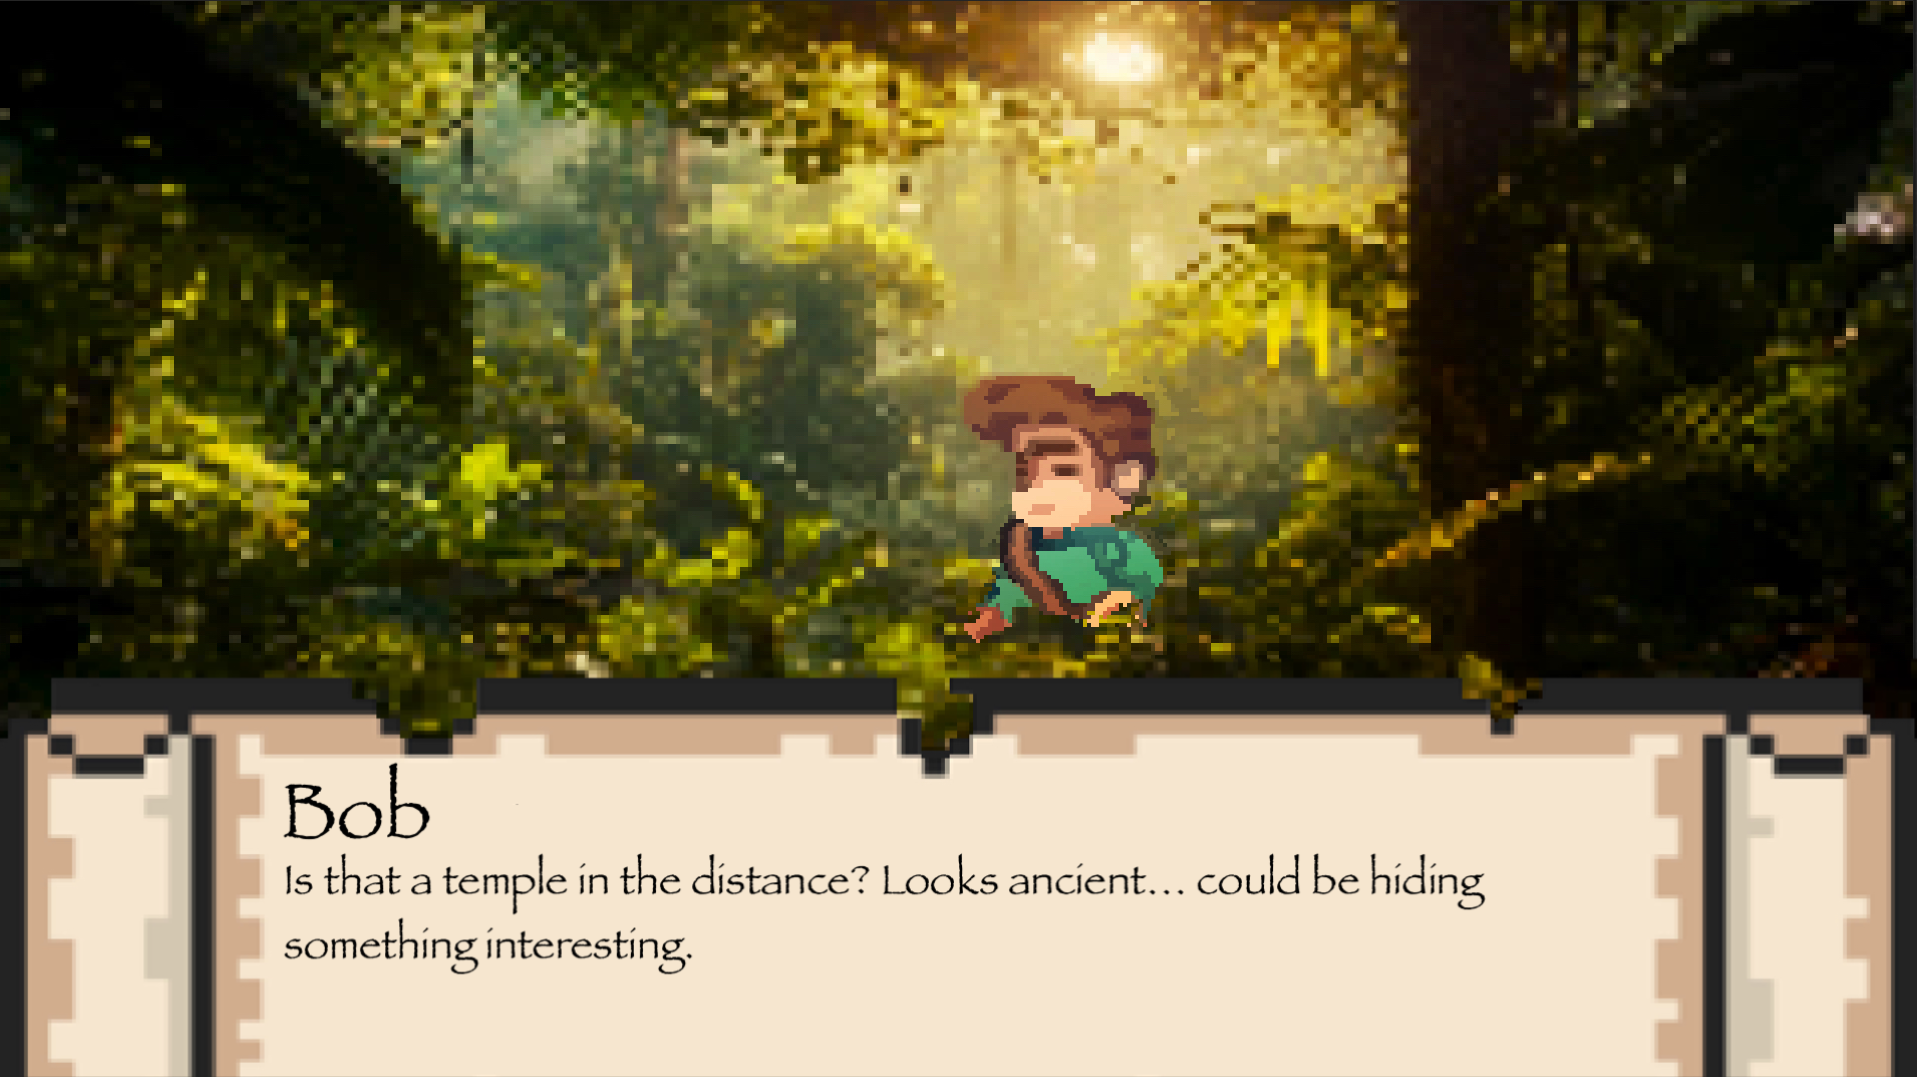 Bob
Is that a temple in the distance? Looks ancient... could be hiding
something interesting.